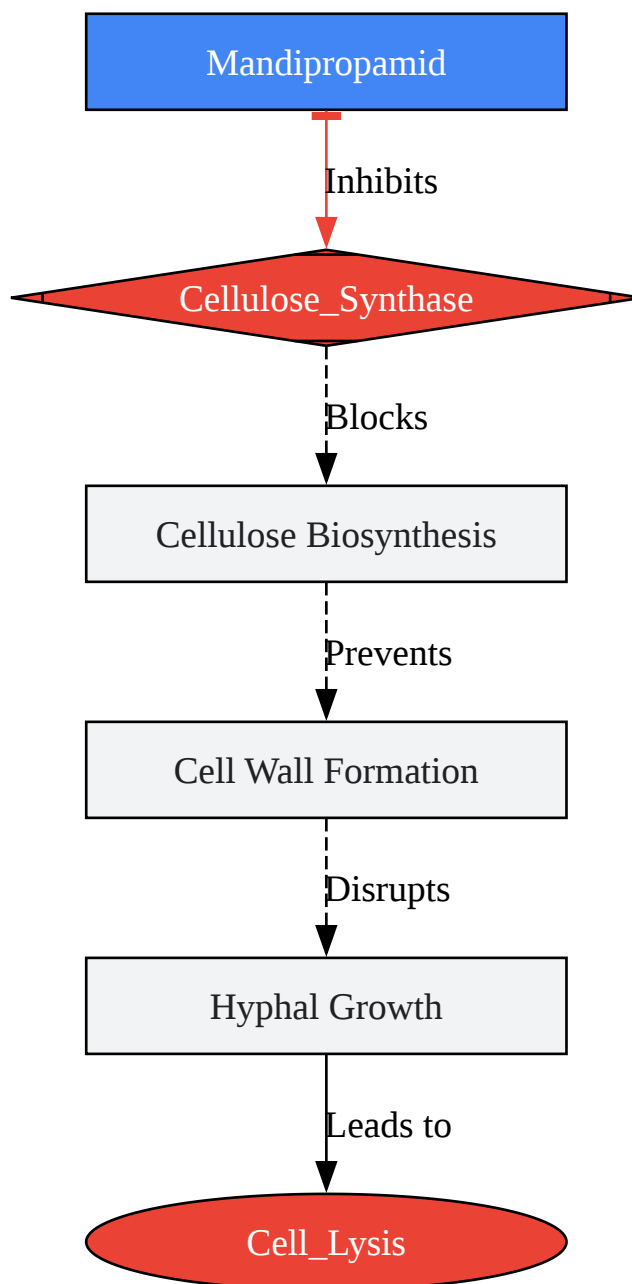 Mandipropamid
Inhibits
Cellulose_Synthase
Blocks
Cellulose Biosynthesis
Prevents
Cell Wall Formation
Disrupts
Hyphal Growth
Leads to
Cell_Lysis